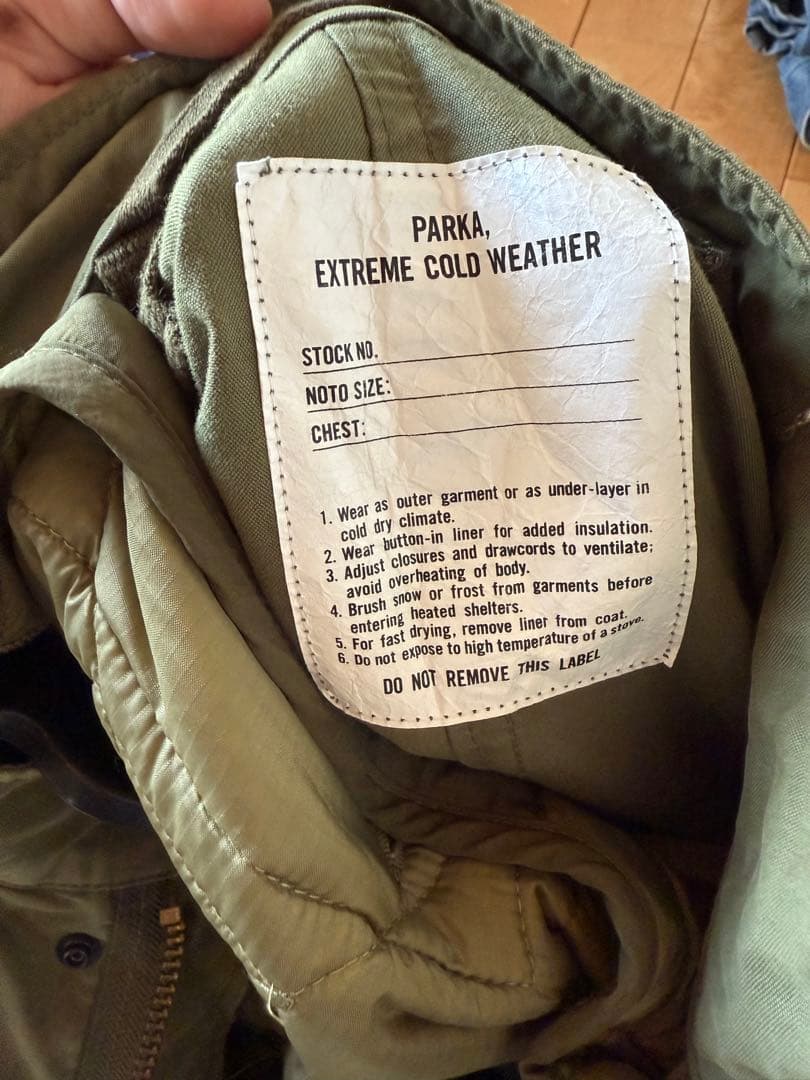 PARKA,
EXTREME COLD WEATHER
STOCK NO.
NOTO SIZE:
CHEST:
1. Wear as outer garment or as under-layer in
cold dry climate.
2. Wear button-in liner for added insulation.
3. Adjust closures and drawcords to ventilate;
avoid overheating of body.
4. Brush snow or frost from garments before
entering heated shelters.
5. For fast drying, remove liner from coat.
6. Do not expose to high temperature of a stove.
DO NOT REMOVE THIS LABEL